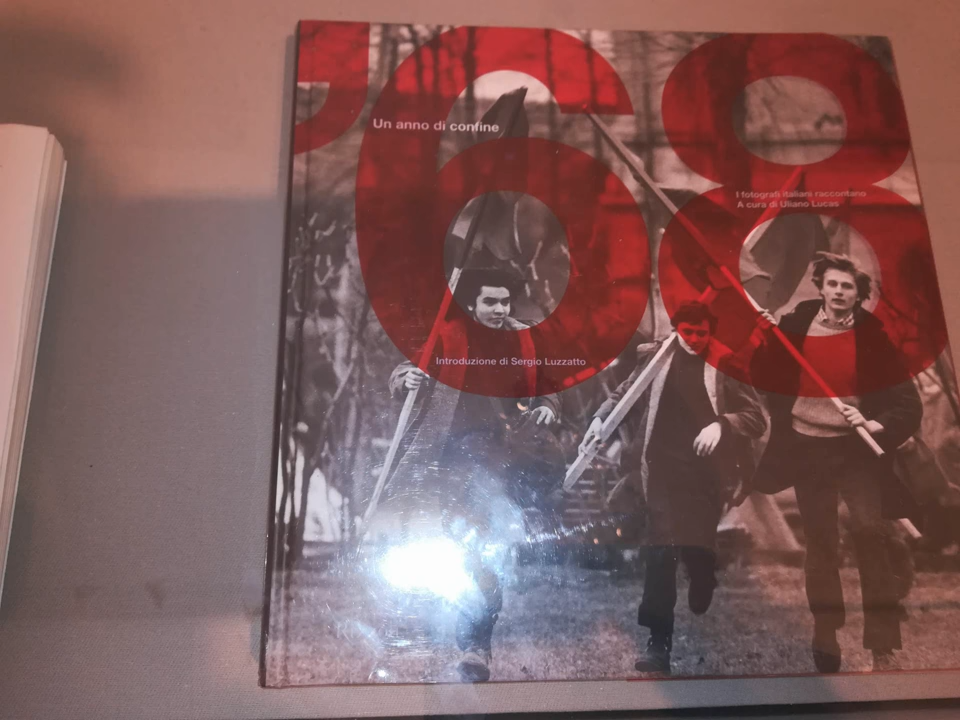 '68
Un anno di confine
I fotografi italiani raccontano
A cura di Uliano Lucas
Introduzione di Sergio Luzzatto